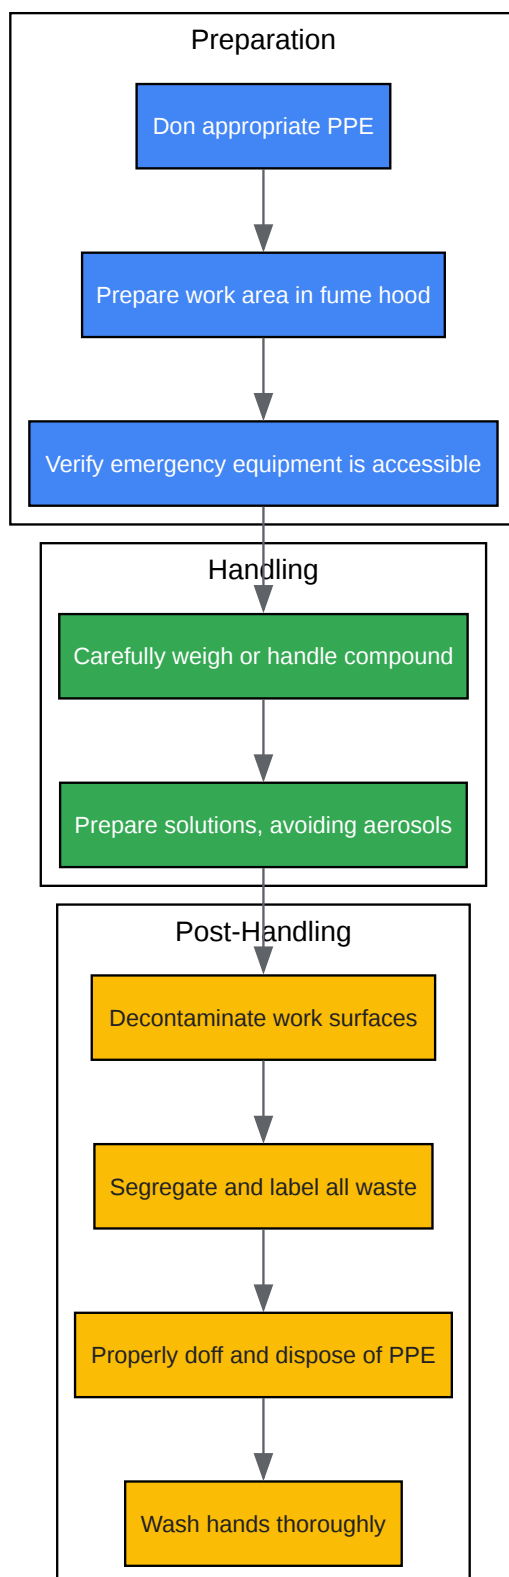 Preparation
Don appropriate PPE
Prepare work area in fume hood
Verify emergency equipment is accessible
Handling
Carefully weigh or handle compound
Prepare solutions, avoiding aerosols
Post-Handling
Decontaminate work surfaces
Segregate and label all waste
Properly doff and dispose of PPE
Wash hands thoroughly